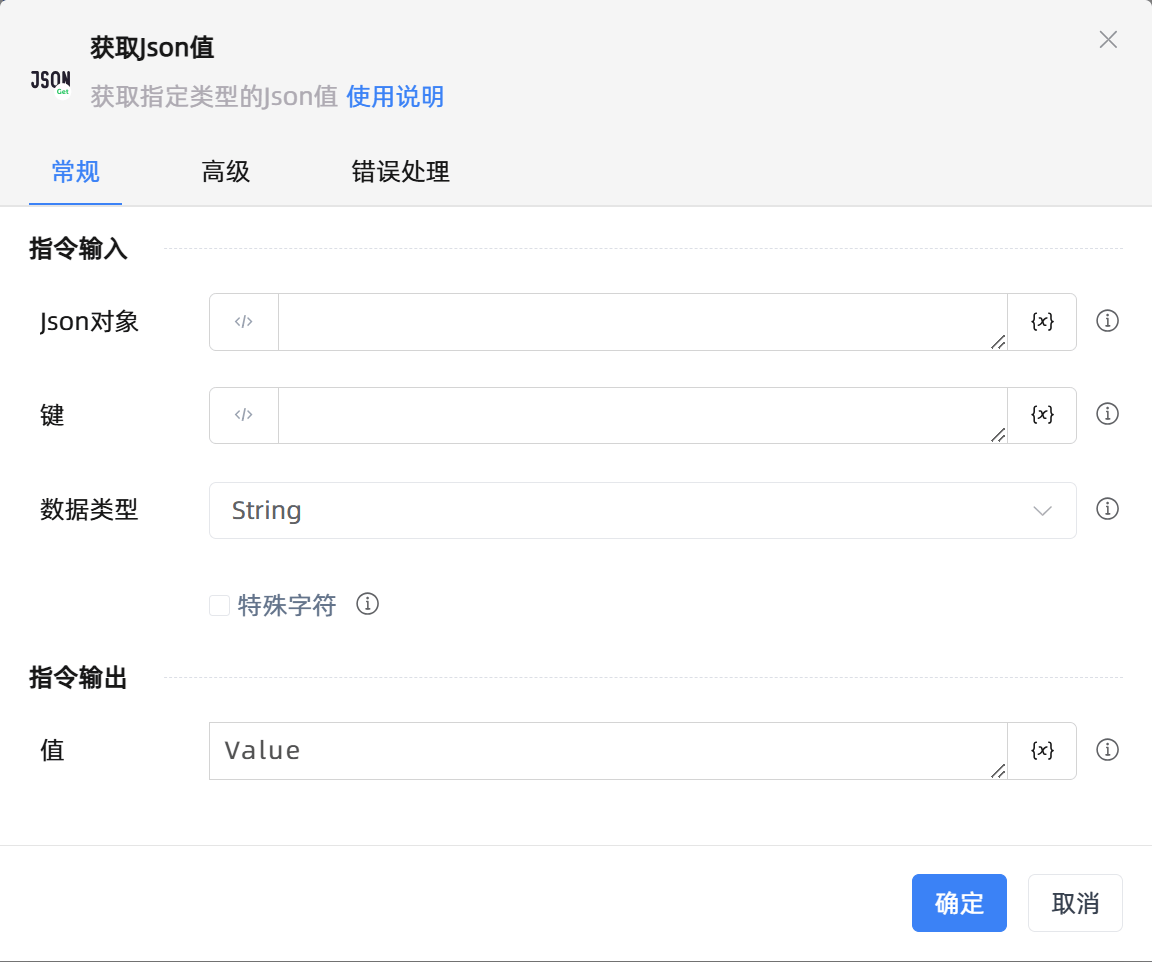 获取Json值
JSON
Get
获取指定类型的Json值 使用说明
常规 高级 错误处理
指令输入
Json对象 </> {x}
键 </> {x}
数据类型 String
特殊字符
指令输出
值 Value {x}
确定 取消